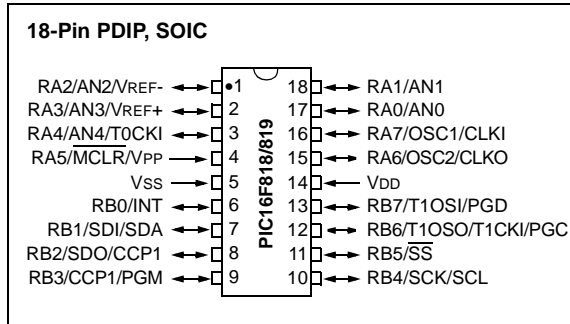 18-Pin PDIP, SOIC
RA2/AN2/VREF- 1 18 RA1/AN1
RA3/AN3/VREF+ 2 17 RA0/AN0
RA4/AN4/T0CKI 3 16 RA7/OSC1/CLKI
RA5/MCLR/VPP 4 15 RA6/OSC2/CLKO
VSS 5 14 VDD
RB0/INT 6 13 RB7/T1OSI/PGD
RB1/SDI/SDA 7 12 RB6/T1OSO/T1CKI/PGC
RB2/SDO/CCP1 8 11 RB5/SS
RB3/CCP1/PGM 9 10 RB4/SCK/SCL
PIC16F818/819